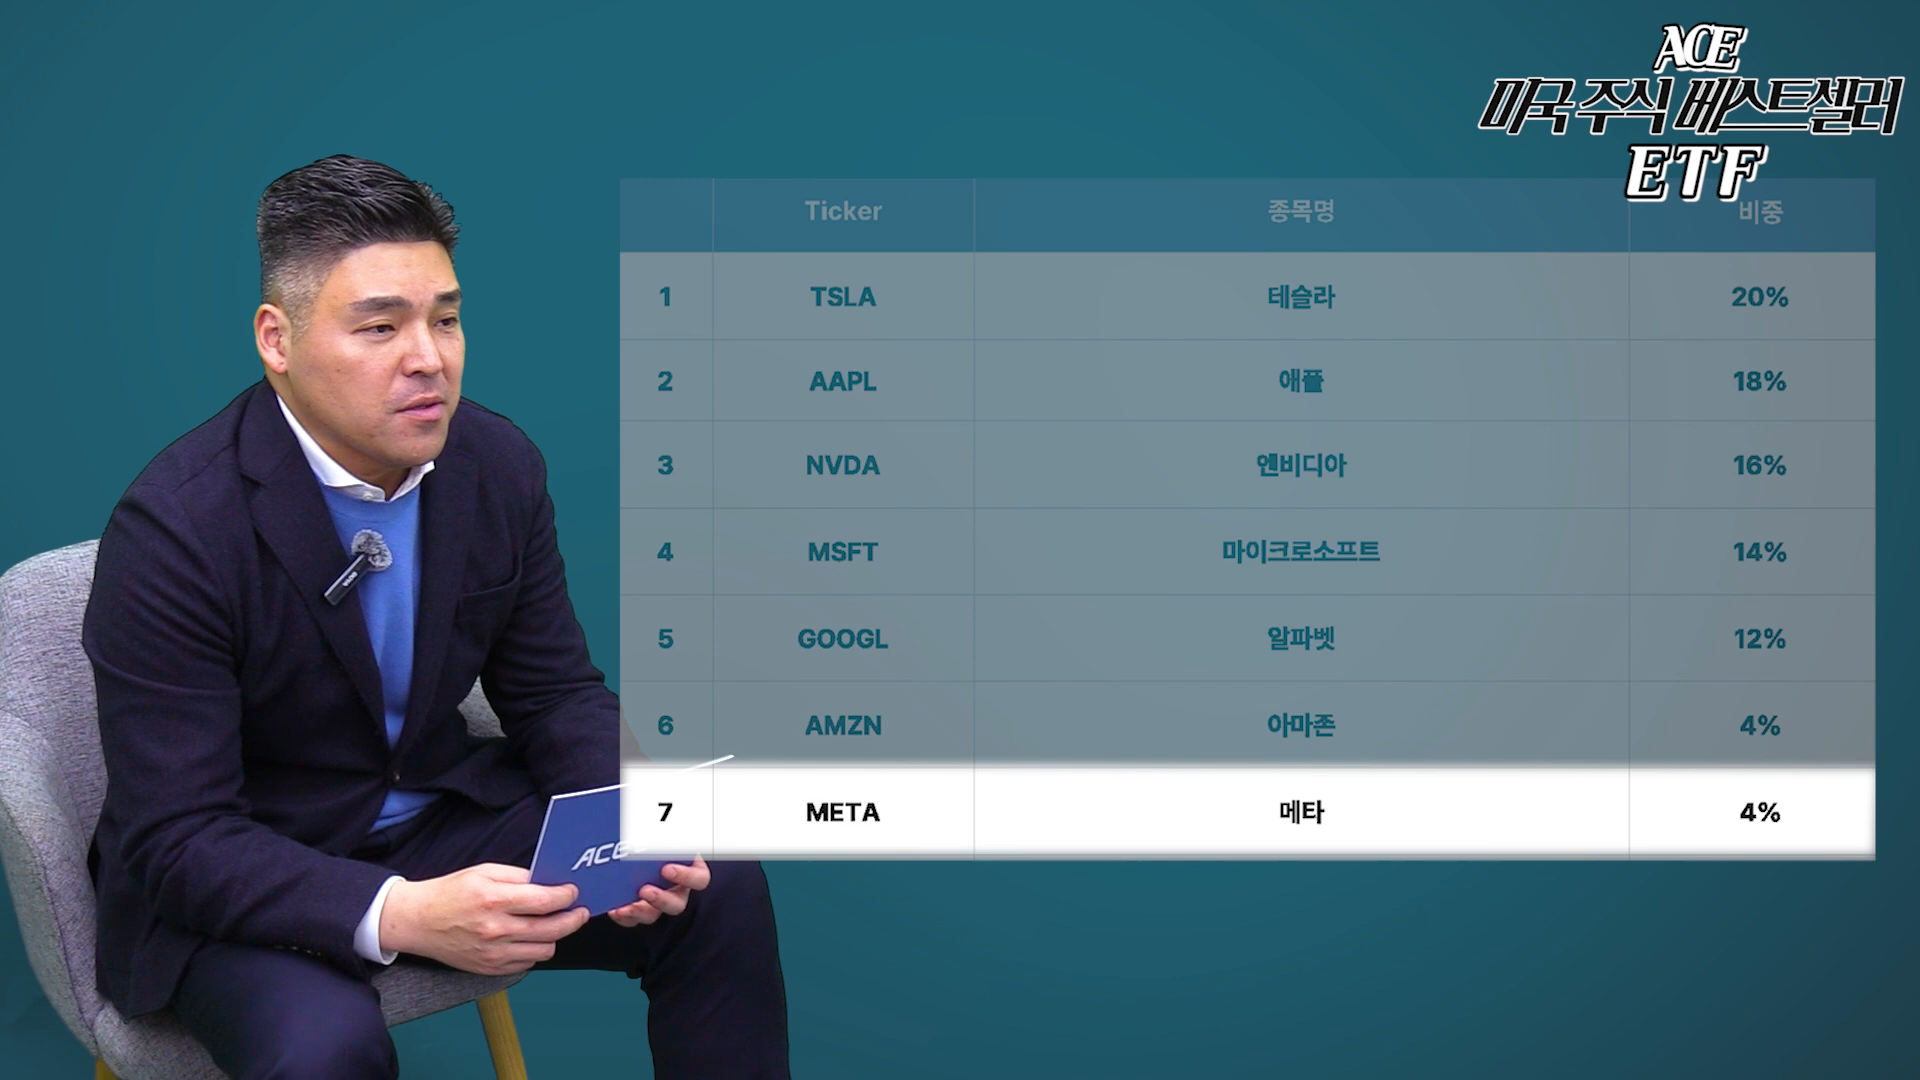 ACE
미국 주식 베스트셀러
ETF
Ticker 종목명 비중
1 TSLA 테슬라 20%
2 AAPL 애플 18%
3 NVDA 엔비디아 16%
4 MSFT 마이크로소프트 14%
5 GOOGL 알파벳 12%
6 AMZN 아마존 4%
7 META 메타 4%
ACE